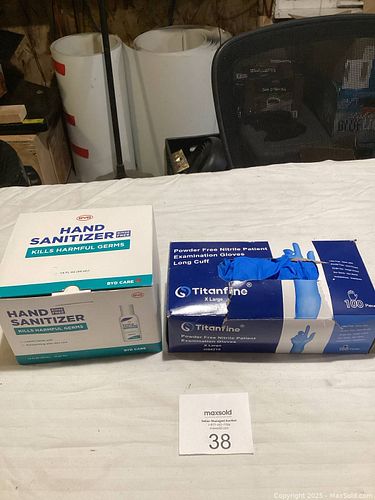 BYD
HAND
SANITIZER
KILLS HARMFUL GERMS
BYD CARE
HAND
SANITIZER
KILLS HARMFUL GERMS
BYD CARE
Powder Free Nitrile Patient
Examination Gloves
Long Cuff
Titanfine
X Large
100
Titanfine
Powder Free Nitrile Patient
Examination Gloves
X Large
maxsold
38
Copyright 2025 - MaxSold.com